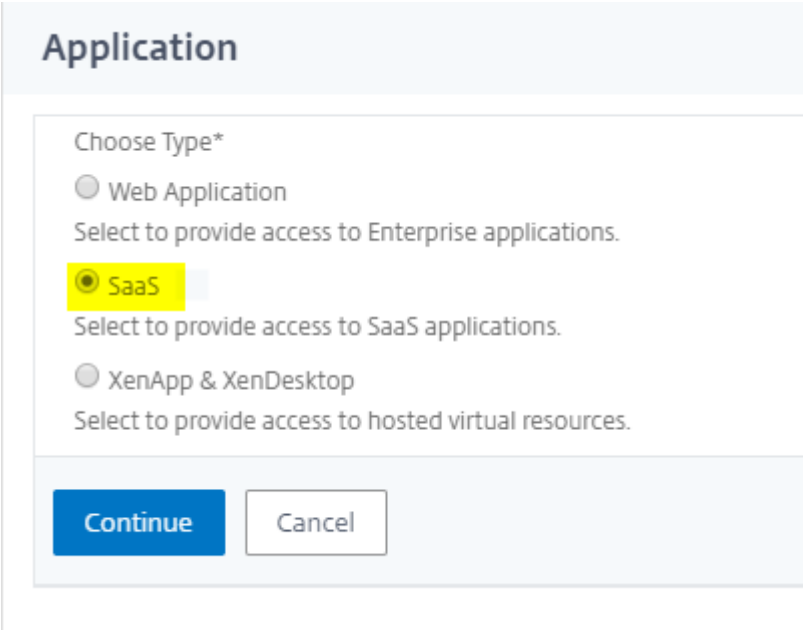 Application
Choose Type*
Web Application
Select to provide access to Enterprise applications.
SaaS
Select to provide access to SaaS applications.
XenApp & XenDesktop
Select to provide access to hosted virtual resources.
Continue
Cancel